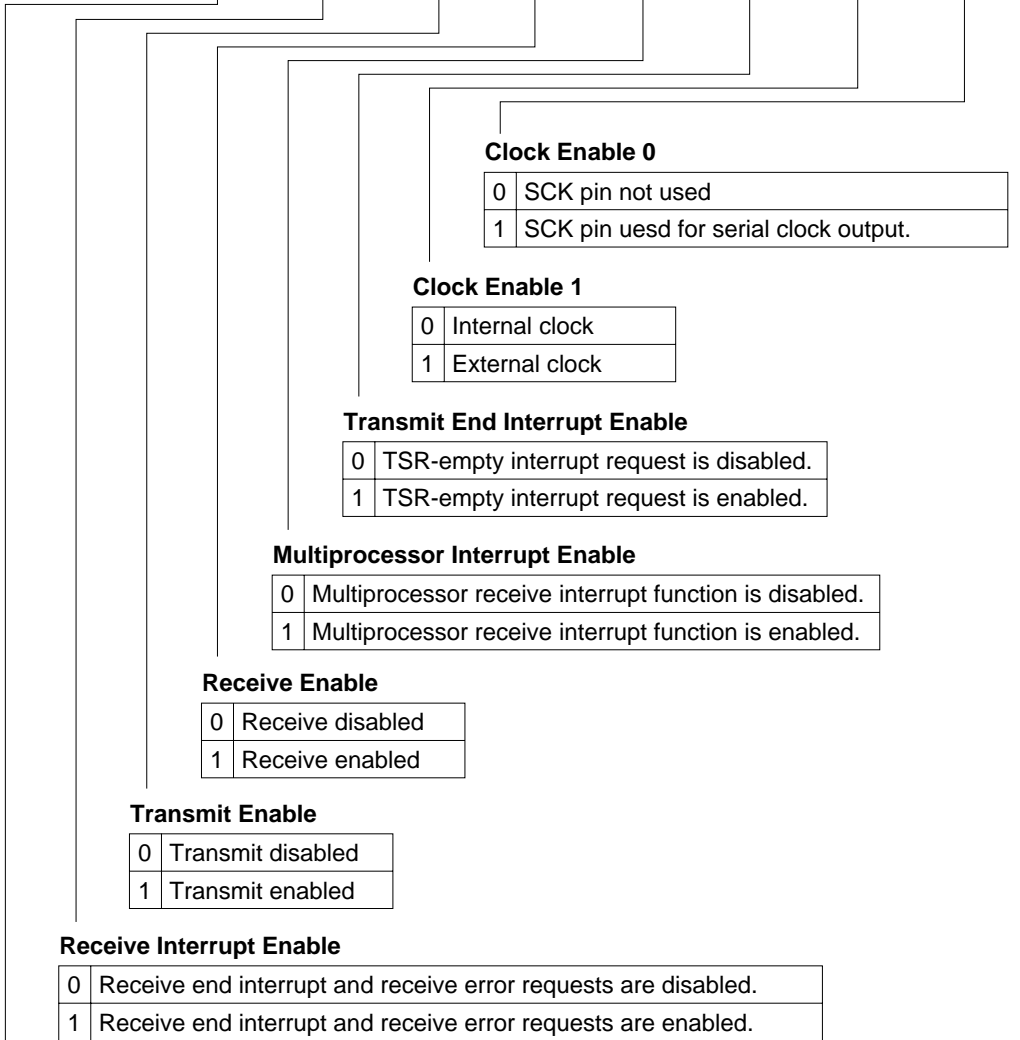 Clock Enable 0
0 SCK pin not used
1 SCK pin uesd for serial clock output.
Clock Enable 1
0 Internal clock
1 External clock
Transmit End Interrupt Enable
0 TSR-empty interrupt request is disabled.
1 TSR-empty interrupt request is enabled.
Multiprocessor Interrupt Enable
0 Multiprocessor receive interrupt function is disabled.
1 Multiprocessor receive interrupt function is enabled.
Receive Enable
0 Receive disabled
1 Receive enabled
Transmit Enable
0 Transmit disabled
1 Transmit enabled
Receive Interrupt Enable
0 Receive end interrupt and receive error requests are disabled.
1 Receive end interrupt and receive error requests are enabled.